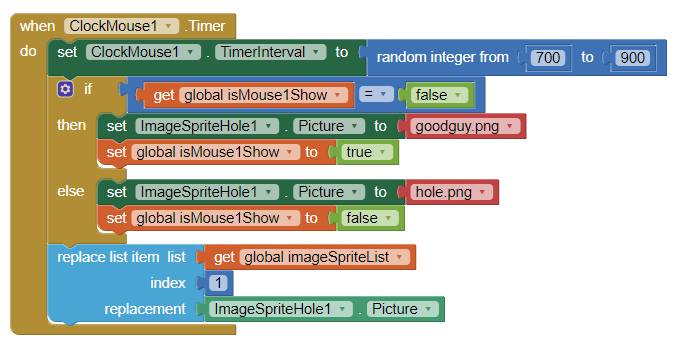 when ClockMouse1 .Timer
do set ClockMouse1 . TimerInterval to random integer from 700 to 900
if get global isMouse1Show = false
then set ImageSpriteHole1 . Picture to goodguy.png
set global isMouse1Show to true
else set ImageSpriteHole1 . Picture to hole.png
set global isMouse1Show to false
replace list item list get global imageSpriteList
index 1
replacement ImageSpriteHole1 . Picture